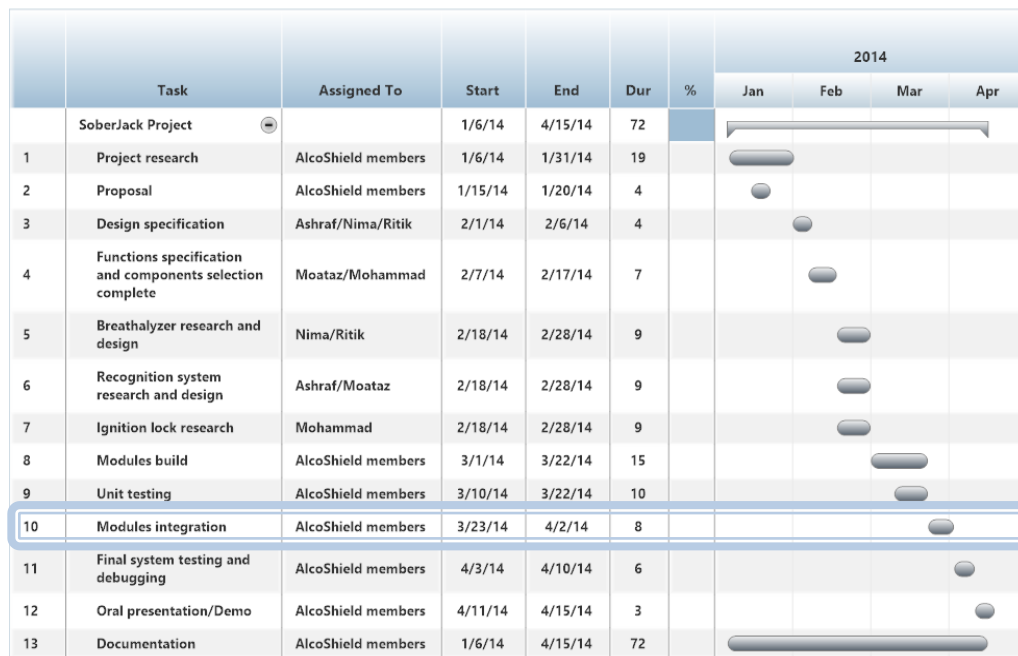 2014
Task Assigned To Start End Dur % Jan Feb Mar Apr
SoberJack Project 1/6/14 4/15/14 72
1 Project research AlcoShield members 1/6/14 1/31/14 19
2 Proposal AlcoShield members 1/15/14 1/20/14 4
3 Design specification Ashraf/Nima/Ritik 2/1/14 2/6/14 4
Functions specification
4 and components selection Moataz/Mohammad 2/7/14 2/17/14 7
complete
Breathalyzer research and
5 design Nima/Ritik 2/18/14 2/28/14 9
Recognition system
6 research and design Ashraf/Moataz 2/18/14 2/28/14 9
7 Ignition lock research Mohammad 2/18/14 2/28/14 9
8 Modules build AlcoShield members 3/1/14 3/22/14 15
9 Unit testing AlcoShield members 3/10/14 3/22/14 10
10 Modules integration AlcoShield members 3/23/14 4/2/14 8
Final system testing and
11 debugging AlcoShield members 4/3/14 4/10/14 6
12 Oral presentation/Demo AlcoShield members 4/11/14 4/15/14 3
13 Documentation AlcoShield members 1/6/14 4/15/14 72